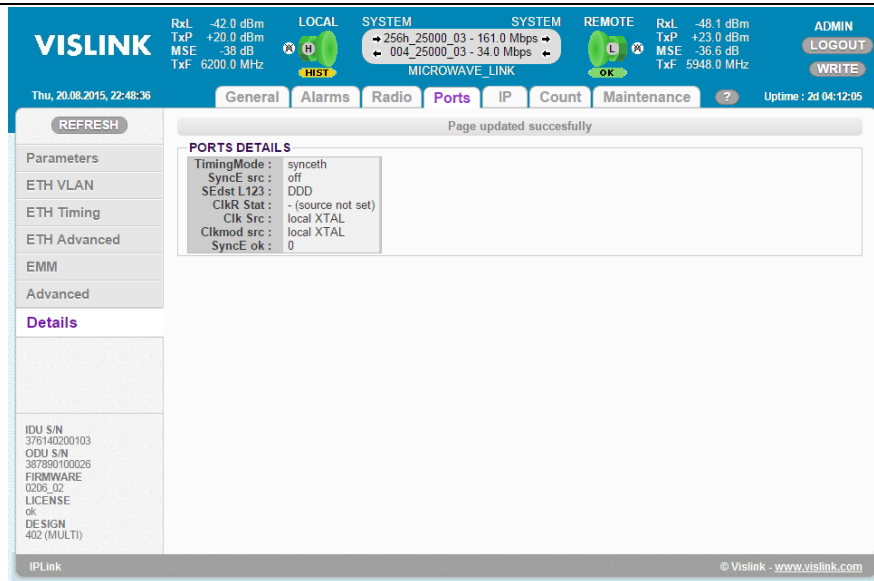 VISLINK
RxL -42.0 dBm
TxP +20.0 dBm
MSE -38 dB
TxF 6200.0 MHz
LOCAL
H
HIST
SYSTEM SYSTEM
256h_25000_03 - 161.0 Mbps
004_25000_03 - 34.0 Mbps
MICROWAVE_LINK
REMOTE
L
OK
RxL -48.1 dBm
TxP +23.0 dBm
MSE -36.6 dB
TxF 5948.0 MHz
ADMIN
LOGOUT
WRITE
Thu, 20.08.2015, 22:48:36
General Alarms Radio Ports IP Count Maintenance ?
Uptime : 2d 04:12:05
REFRESH
Page updated succesfully
Parameters
ETH VLAN
ETH Timing
ETH Advanced
EMM
Advanced
Details
PORTS DETAILS
TimingMode : synceth
SyncE src : off
SEdst L123 : DDD
ClkR Stat : - (source not set)
Clk Src : local XTAL
Clkmod src : local XTAL
SyncE ok : 0
IDU S/N
376140200103
ODU S/N
387890100026
FIRMWARE
0206_02
LICENSE
ok
DESIGN
402 (MULTI)
IPLink
© Vislink - www.vislink.com